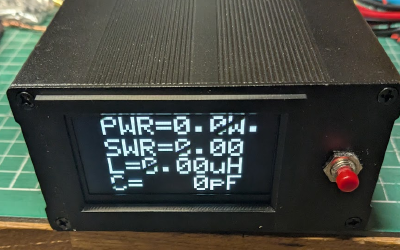 PWR=0.0W.
SWR=0.00
L=0.00uH
C=    0pF